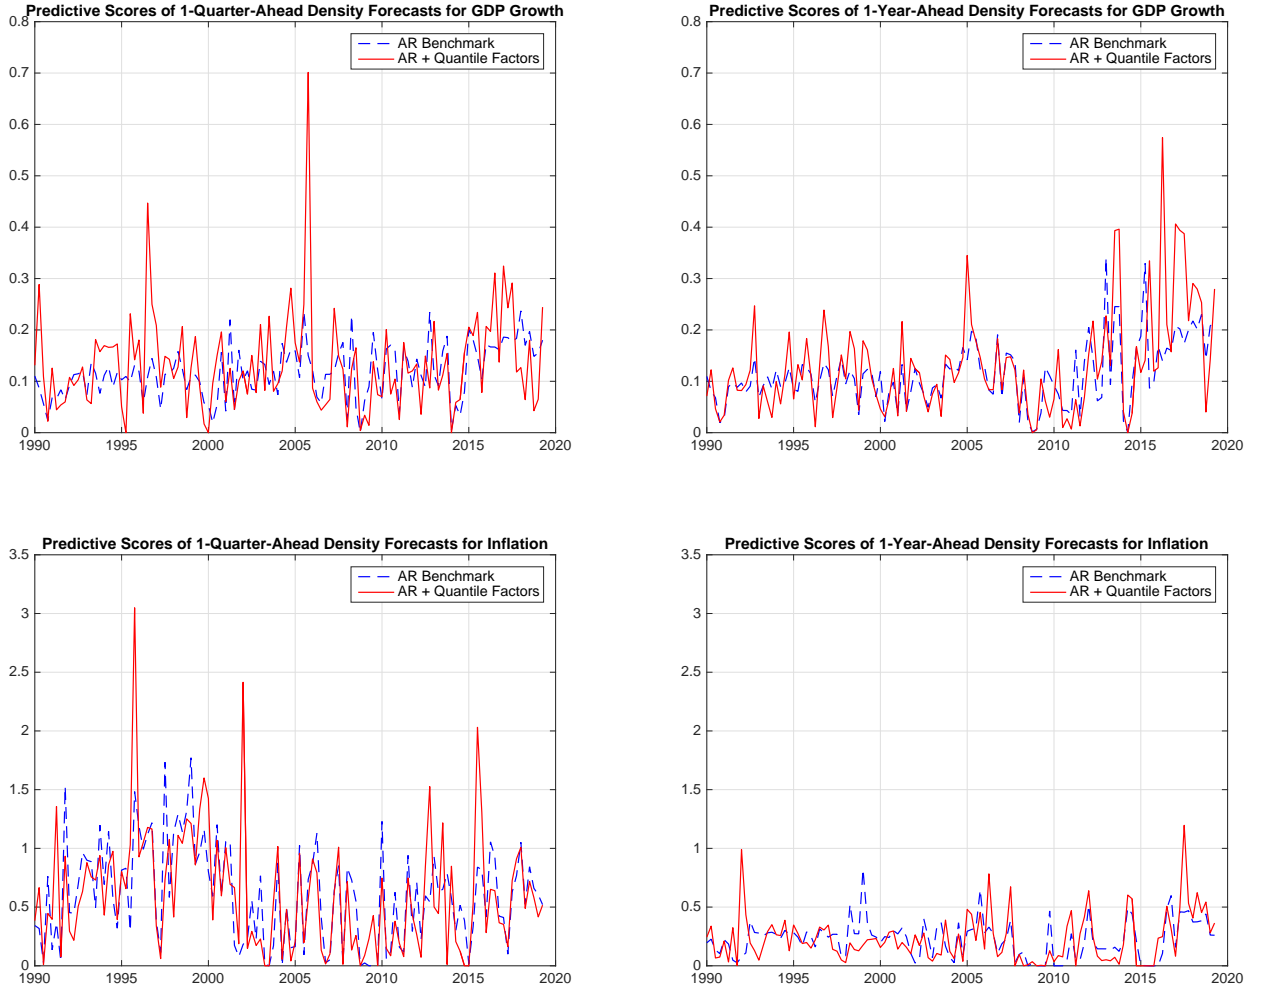 Predictive Scores of 1-Quarter-Ahead Density Forecasts for GDP Growth
AR Benchmark
AR + Quantile Factors
0.8
0.7
0.6
0.5
0.4
0.3
0.2
0.1
0
1990 1995 2000 2005 2010 2015 2020
Predictive Scores of 1-Year-Ahead Density Forecasts for GDP Growth
AR Benchmark
AR + Quantile Factors
0.8
0.7
0.6
0.5
0.4
0.3
0.2
0.1
0
1990 1995 2000 2005 2010 2015 2020
Predictive Scores of 1-Quarter-Ahead Density Forecasts for Inflation
AR Benchmark
AR + Quantile Factors
3.5
3
2.5
2
1.5
1
0.5
0
1990 1995 2000 2005 2010 2015 2020
Predictive Scores of 1-Year-Ahead Density Forecasts for Inflation
AR Benchmark
AR + Quantile Factors
3.5
3
2.5
2
1.5
1
0.5
0
1990 1995 2000 2005 2010 2015 2020